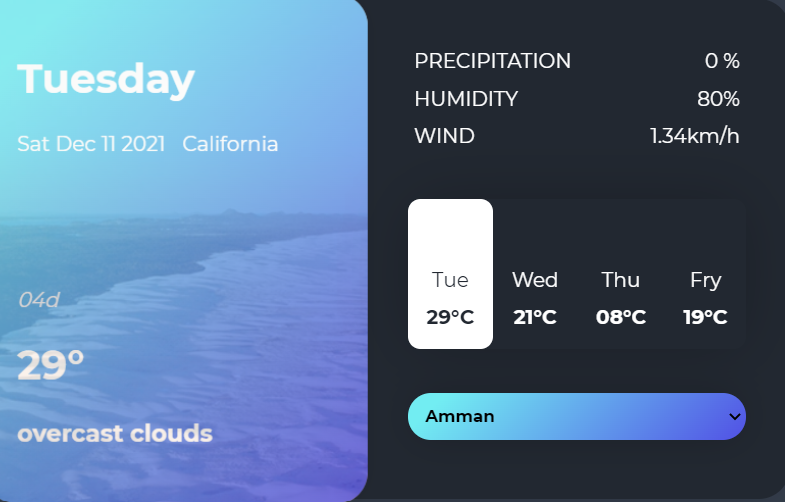 Tuesday
Sat Dec 11 2021 California
04d
29°
overcast clouds
PRECIPITATION 0 %
HUMIDITY 80%
WIND 1.34km/h
Tue Wed Thu Fry
29°C 21°C 08°C 19°C
Amman